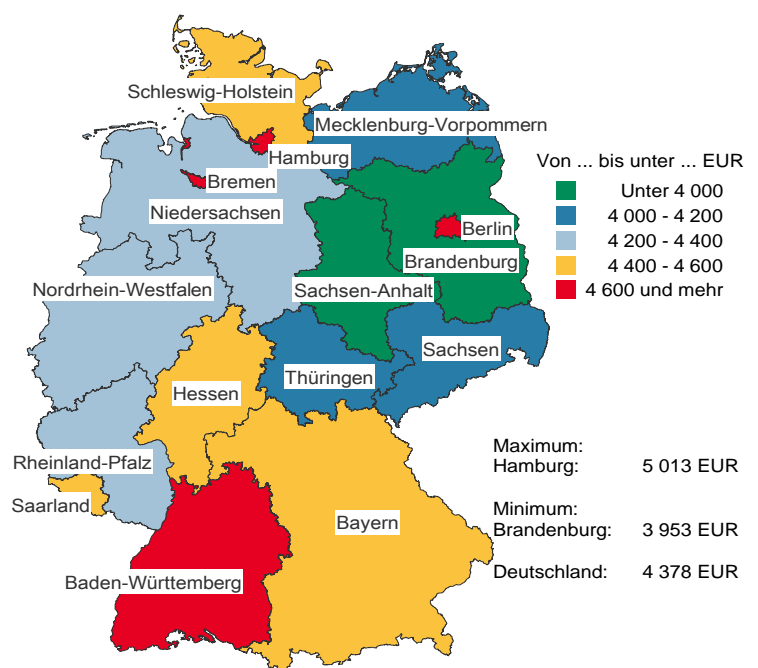 Schleswig-Holstein
Mecklenburg-Vorpommern
Hamburg
Bremen
Niedersachsen
Berlin
Brandenburg
Nordrhein-Westfalen
Sachsen-Anhalt
Sachsen
Thüringen
Hessen
Rheinland-Pfalz
Saarland
Bayern
Baden-Württemberg
Von ... bis unter ... EUR
Unter 4 000
4 000 - 4 200
4 200 - 4 400
4 400 - 4 600
4 600 und mehr
Maximum:
Hamburg: 5 013 EUR
Minimum:
Brandenburg: 3 953 EUR
Deutschland: 4 378 EUR